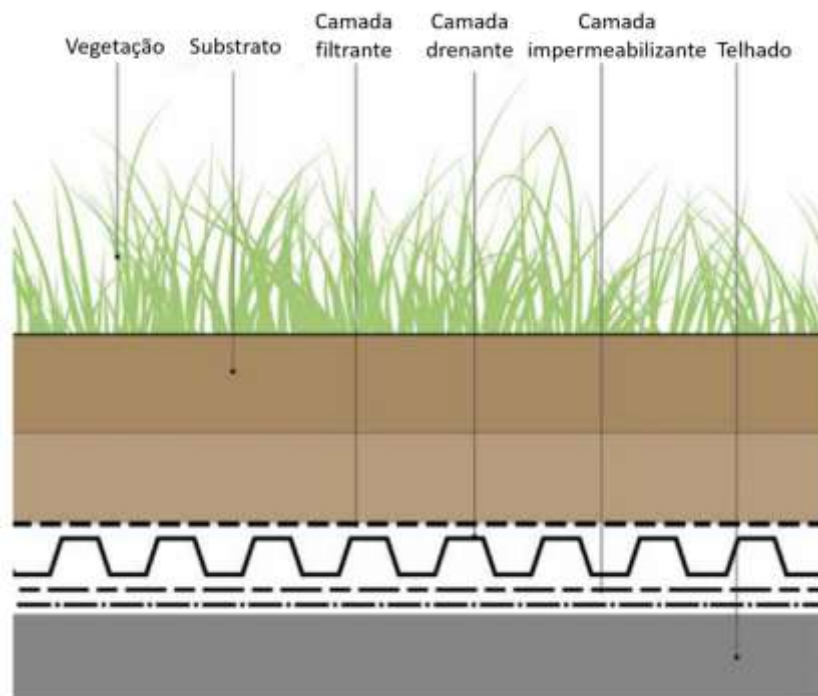 Vegetação
Substrato
Camada
filtrante
Camada
drenante
Camada
impermeabilizante
Telhado